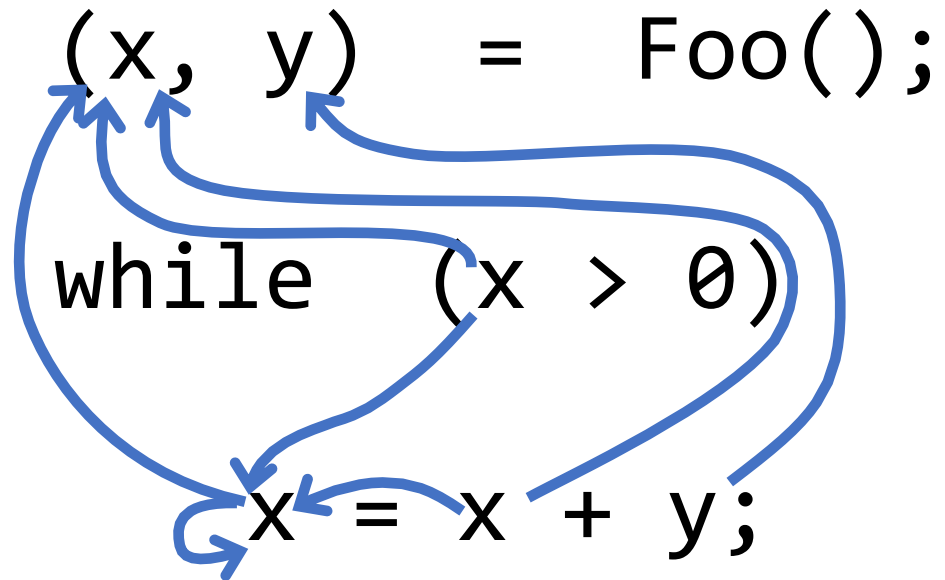 (x, y) = Foo();
while (x > 0)
x = x + y;